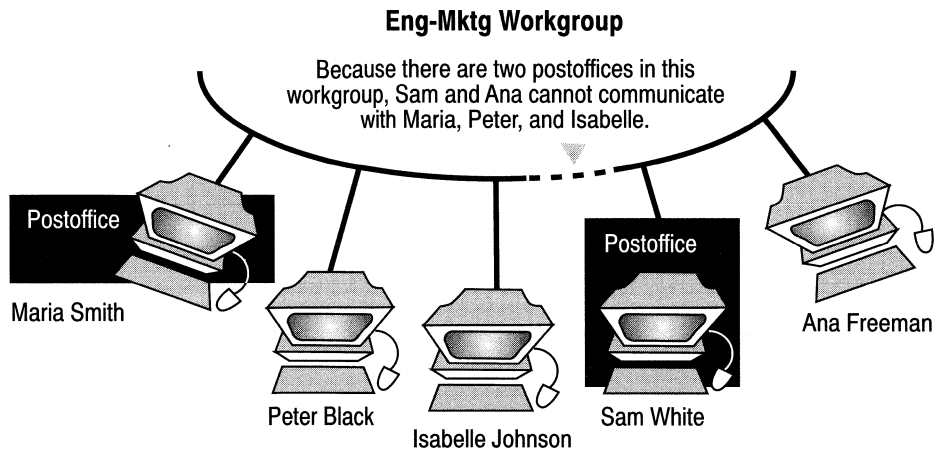 Eng-Mktg Workgroup
Because there are two postoffices in this
workgroup, Sam and Ana cannot communicate
with Maria, Peter, and Isabelle.
Postoffice
Maria Smith
Peter Black
Isabelle Johnson
Postoffice
Sam White
Ana Freeman